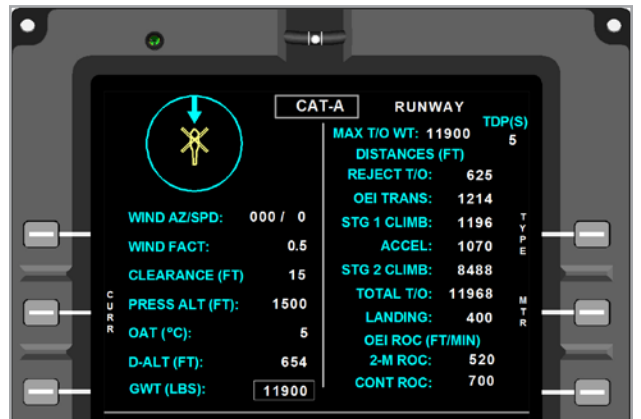 CAT-A RUNWAY
WIND AZ/SPD: 000 / 0
WIND FACT: 0.5
CLEARANCE (FT) 15
PRESS ALT (FT): 1500
OAT (°C): 5
D-ALT (FT): 654
GWT (LBS): 11900
CURR
MAX T/O WT: 11900
TDP(S)
5
DISTANCES (FT)
REJECT T/O: 625
OEI TRANS: 1214
STG 1 CLIMB: 1196
ACCEL: 1070
STG 2 CLIMB: 8488
TOTAL T/O: 11968
LANDING: 400
OEI ROC (FT/MIN)
2-M ROC: 520
CONT ROC: 700
TYPE
MTR